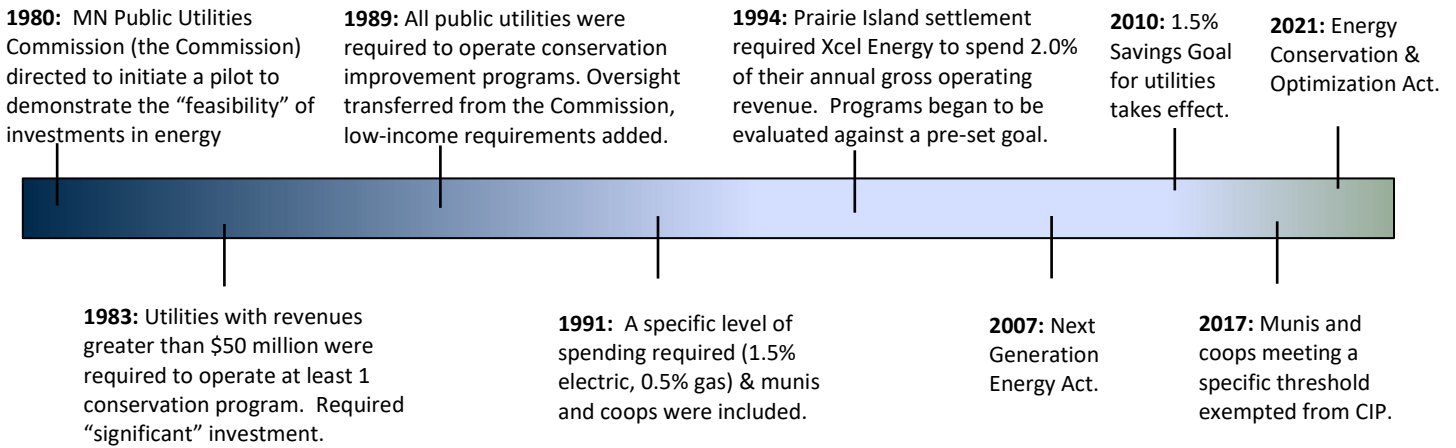 1980: MN Public Utilities
Commission (the Commission)
directed to initiate a pilot to
demonstrate the “feasibility” of
investments in energy
1989: All public utilities were
required to operate conservation
improvement programs. Oversight
transferred from the Commission,
low-income requirements added.
1994: Prairie Island settlement
required Xcel Energy to spend 2.0%
of their annual gross operating
revenue. Programs began to be
evaluated against a pre-set goal.
2010: 1.5%
Savings Goal
for utilities
takes effect.
2021: Energy
Conservation &
Optimization Act.
1983: Utilities with revenues
greater than $50 million were
required to operate at least 1
conservation program. Required
“significant” investment.
1991: A specific level of
spending required (1.5%
electric, 0.5% gas) & munis
and coops were included.
2007: Next
Generation
Energy Act.
2017: Munis and
coops meeting a
specific threshold
exempted from CIP.